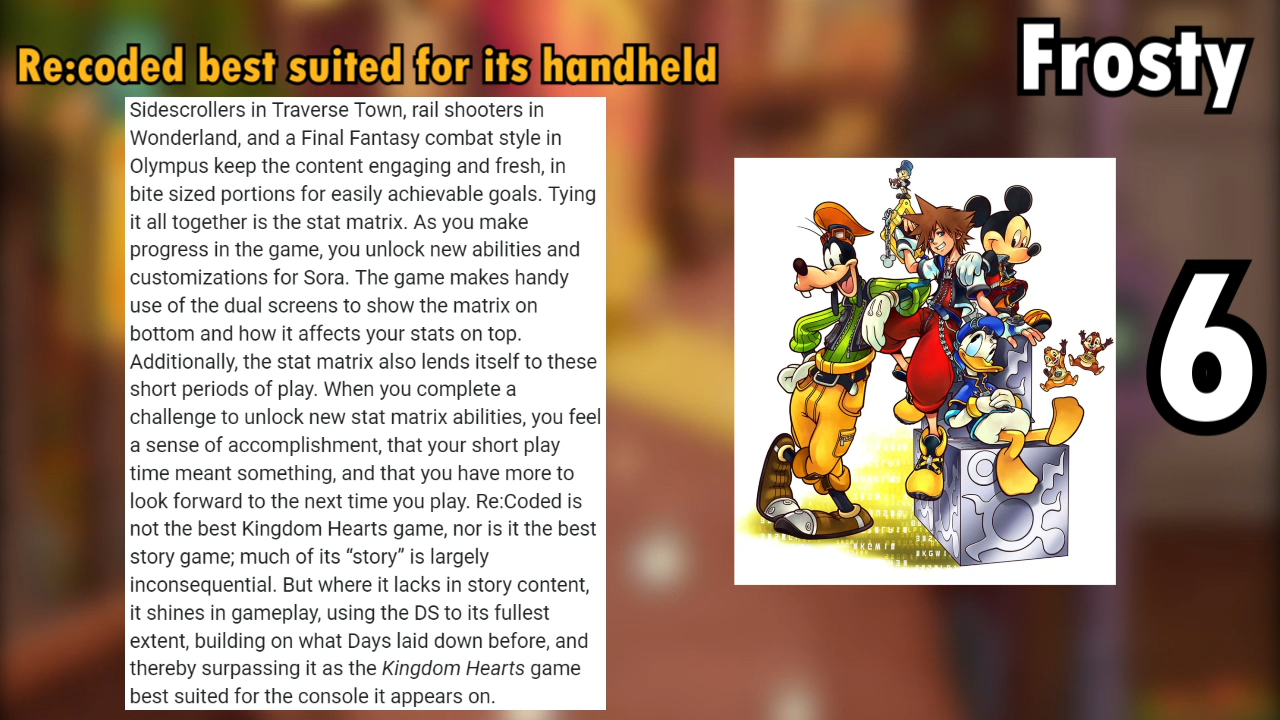 Re:coded best suited for its handheld
Frosty
Sidescrollers in Traverse Town, rail shooters in
Wonderland, and a Final Fantasy combat style in
Olympus keep the content engaging and fresh, in
bite sized portions for easily achievable goals. Tying
it all together is the stat matrix. As you make
progress in the game, you unlock new abilities and
customizations for Sora. The game makes handy
use of the dual screens to show the matrix on
bottom and how it affects your stats on top.
Additionally, the stat matrix also lends itself to these
short periods of play. When you complete a
challenge to unlock new stat matrix abilities, you feel
a sense of accomplishment, that your short play
time meant something, and that you have more to
look forward to the next time you play. Re:Coded is
not the best Kingdom Hearts game, nor is it the best
story game; much of its “story” is largely
inconsequential. But where it lacks in story content,
it shines in gameplay, using the DS to its fullest
extent, building on what Days laid down before, and
thereby surpassing it as the Kingdom Hearts game
best suited for the console it appears on.
6